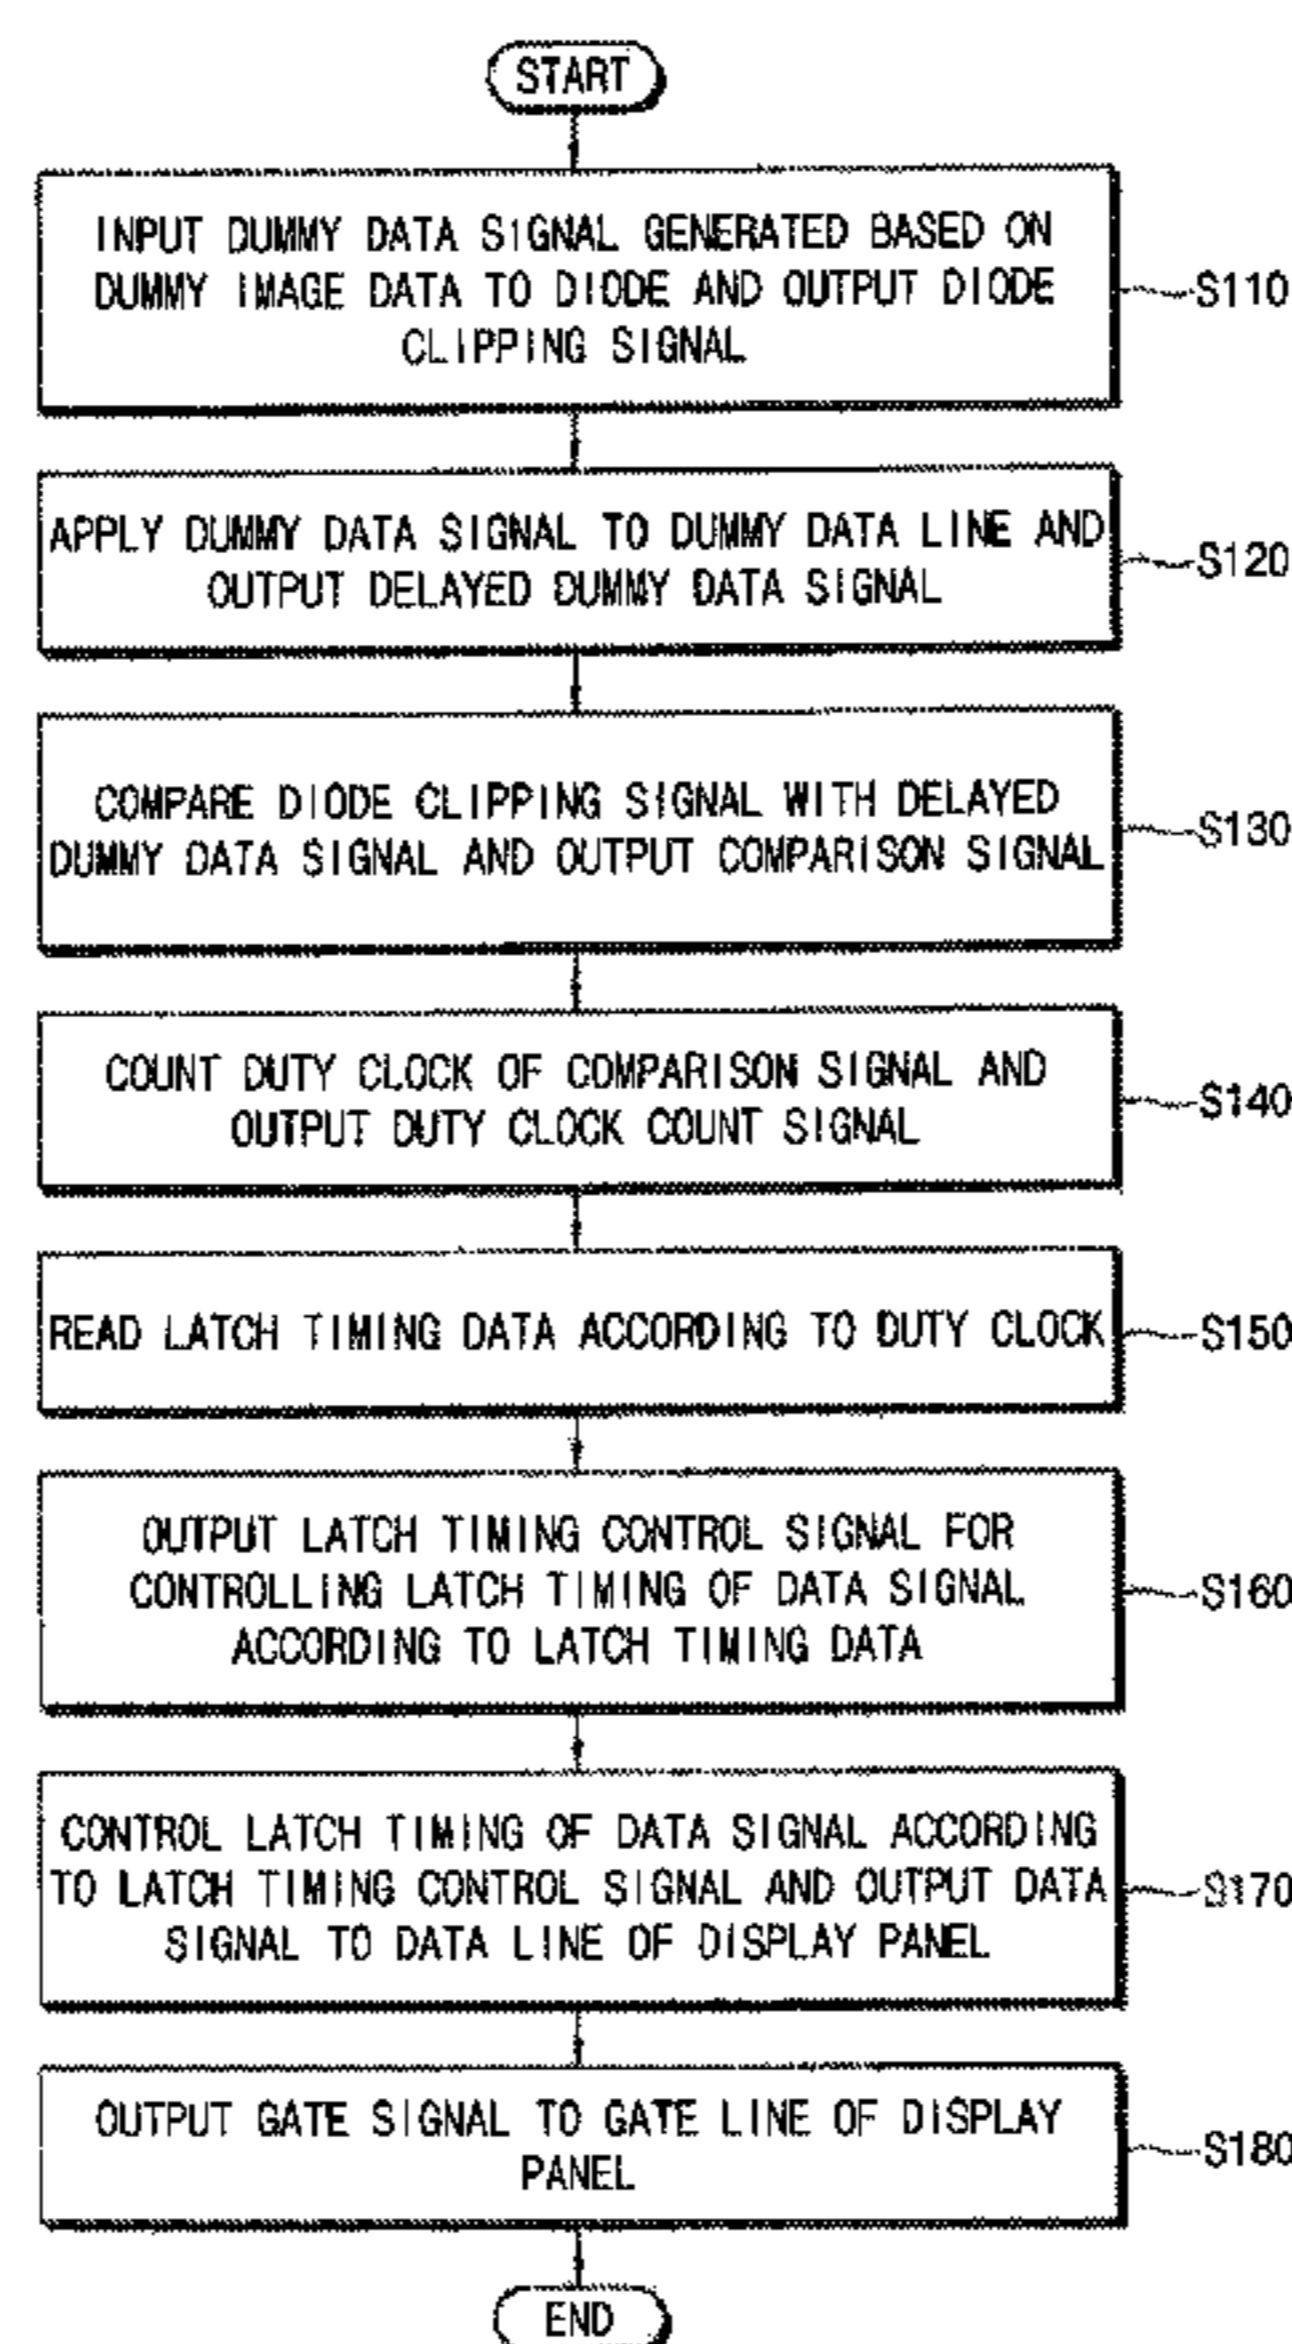 START
INPUT DUMMY DATA SIGNAL GENERATED BASED ON
DUMMY IMAGE DATA TO DIODE AND OUTPUT DIODE
CLIPPING SIGNAL
S110
APPLY DUMMY DATA SIGNAL TO DUMMY DATA LINE AND
OUTPUT DELAYED DUMMY DATA SIGNAL
S120
COMPARE DIODE CLIPPING SIGNAL WITH DELAYED
DUMMY DATA SIGNAL AND OUTPUT COMPARISON SIGNAL
S130
COUNT DUTY CLOCK OF COMPARISON SIGNAL AND
OUTPUT DUTY CLOCK COUNT SIGNAL
S140
READ LATCH TIMING DATA ACCORDING TO DUTY CLOCK
S150
OUTPUT LATCH TIMING CONTROL SIGNAL FOR
CONTROLLING LATCH TIMING OF DATA SIGNAL
ACCORDING TO LATCH TIMING DATA
S160
CONTROL LATCH TIMING OF DATA SIGNAL ACCORDING
TO LATCH TIMING CONTROL SIGNAL AND OUTPUT DATA
SIGNAL TO DATA LINE OF DISPLAY PANEL
S170
OUTPUT GATE SIGNAL TO GATE LINE OF DISPLAY
PANEL
S180
END